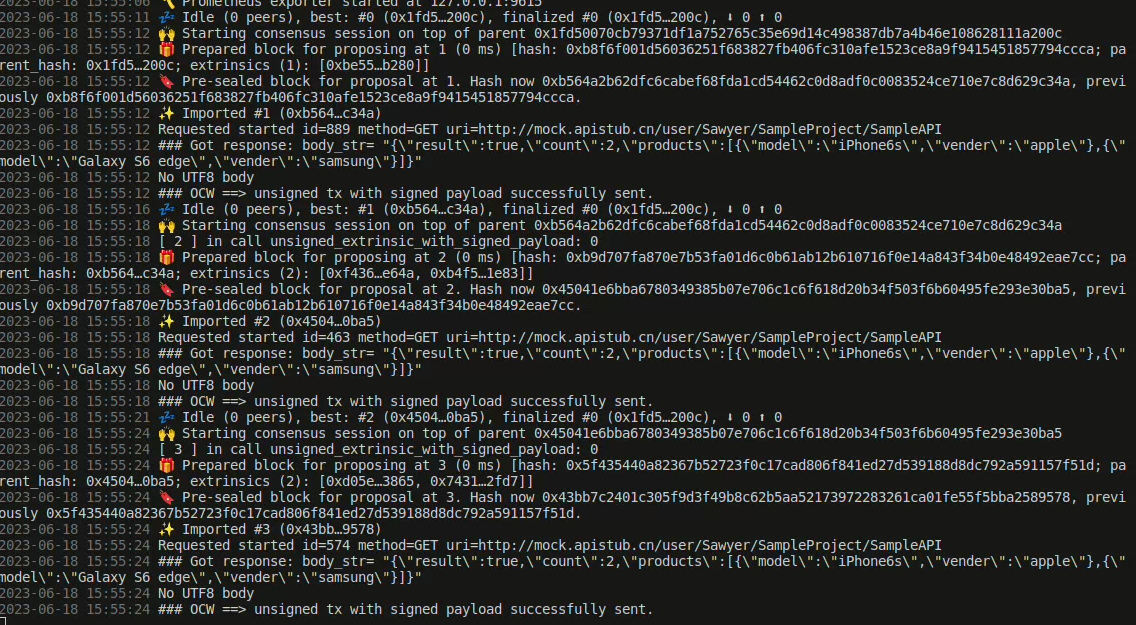 2023-06-18 15:55:06 〽️ Prometheus exporter started at 127.0.0.1:9615
2023-06-18 15:55:11 💤 Idle (0 peers), best: #0 (0x1fd5…200c), finalized #0 (0x1fd5…200c), ⬇ 0 ⬆ 0
2023-06-18 15:55:12 🙌 Starting consensus session on top of parent 0x1fd50070cb79371df1a752765c35e69d14c498387db7a4b46e108628111a200c
2023-06-18 15:55:12 🎁 Prepared block for proposing at 1 (0 ms) [hash: 0xb8f6f001d56036251f683827fb406fc310afe1523ce8a9f9415451857794ccca; pa
rent_hash: 0x1fd5…200c; extrinsics (1): [0xbe55…b280]]
2023-06-18 15:55:12 🔖 Pre-sealed block for proposal at 1. Hash now 0xb564a2b62dfc6cabef68fda1cd54462c0d8adf0c0083524ce710e7c8d629c34a, previ
ously 0xb8f6f001d56036251f683827fb406fc310afe1523ce8a9f9415451857794ccca.
2023-06-18 15:55:12 ✨ Imported #1 (0xb564…c34a)
2023-06-18 15:55:12 Requested started id=889 method=GET uri=http://mock.apistub.cn/user/Sawyer/SampleProject/SampleAPI
2023-06-18 15:55:12 ### Got response: body_str= "{\"result\":true,\"count\":2,\"products\":[{\"model\":\"iPhone6s\",\"vender\":\"apple\"},{\"
model\":\"Galaxy S6 edge\",\"vender\":\"samsung\"}]}"
2023-06-18 15:55:12 No UTF8 body
2023-06-18 15:55:12 ### OCW ==> unsigned tx with signed payload successfully sent.
2023-06-18 15:55:16 💤 Idle (0 peers), best: #1 (0xb564…c34a), finalized #0 (0x1fd5…200c), ⬇ 0 ⬆ 0
2023-06-18 15:55:18 🙌 Starting consensus session on top of parent 0xb564a2b62dfc6cabef68fda1cd54462c0d8adf0c0083524ce710e7c8d629c34a
2023-06-18 15:55:18 [ 2 ] in call unsigned_extrinsic_with_signed_payload: 0
2023-06-18 15:55:18 🎁 Prepared block for proposing at 2 (0 ms) [hash: 0xb9d707fa870e7b53fa01d6c0b61ab12b610716f0e14a843f34b0e48492eae7cc; pa
rent_hash: 0xb564…c34a; extrinsics (2): [0xf436…e64a, 0xb4f5…1e83]]
2023-06-18 15:55:18 🔖 Pre-sealed block for proposal at 2. Hash now 0x45041e6bba6780349385b07e706c1c6f618d20b34f503f6b60495fe293e30ba5, previ
ously 0xb9d707fa870e7b53fa01d6c0b61ab12b610716f0e14a843f34b0e48492eae7cc.
2023-06-18 15:55:18 ✨ Imported #2 (0x4504…0ba5)
2023-06-18 15:55:18 Requested started id=463 method=GET uri=http://mock.apistub.cn/user/Sawyer/SampleProject/SampleAPI
2023-06-18 15:55:18 ### Got response: body_str= "{\"result\":true,\"count\":2,\"products\":[{\"model\":\"iPhone6s\",\"vender\":\"apple\"},{\"
model\":\"Galaxy S6 edge\",\"vender\":\"samsung\"}]}"
2023-06-18 15:55:18 No UTF8 body
2023-06-18 15:55:18 ### OCW ==> unsigned tx with signed payload successfully sent.
2023-06-18 15:55:21 💤 Idle (0 peers), best: #2 (0x4504…0ba5), finalized #0 (0x1fd5…200c), ⬇ 0 ⬆ 0
2023-06-18 15:55:24 🙌 Starting consensus session on top of parent 0x45041e6bba6780349385b07e706c1c6f618d20b34f503f6b60495fe293e30ba5
2023-06-18 15:55:24 [ 3 ] in call unsigned_extrinsic_with_signed_payload: 0
2023-06-18 15:55:24 🎁 Prepared block for proposing at 3 (0 ms) [hash: 0x5f435440a82367b52723f0c17cad806f841ed27d539188d8dc792a591157f51d; pa
rent_hash: 0x4504…0ba5; extrinsics (2): [0xd05e…3865, 0x7431…2fd7]]
2023-06-18 15:55:24 🔖 Pre-sealed block for proposal at 3. Hash now 0x43bb7c2401c305f9d3f49b8c62b5aa52173972283261ca01fe55f5bba2589578, previ
ously 0x5f435440a82367b52723f0c17cad806f841ed27d539188d8dc792a591157f51d.
2023-06-18 15:55:24 ✨ Imported #3 (0x43bb…9578)
2023-06-18 15:55:24 Requested started id=574 method=GET uri=http://mock.apistub.cn/user/Sawyer/SampleProject/SampleAPI
2023-06-18 15:55:24 ### Got response: body_str= "{\"result\":true,\"count\":2,\"products\":[{\"model\":\"iPhone6s\",\"vender\":\"apple\"},{\"
model\":\"Galaxy S6 edge\",\"vender\":\"samsung\"}]}"
2023-06-18 15:55:24 No UTF8 body
2023-06-18 15:55:24 ### OCW ==> unsigned tx with signed payload successfully sent.